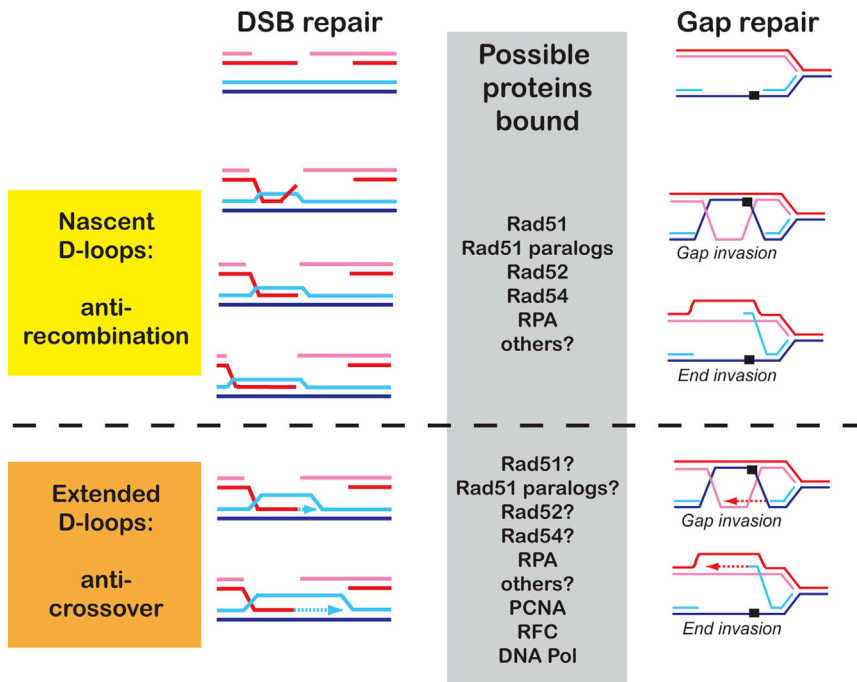 DSB repair
Possible
proteins
bound
Gap repair
Nascent
D-loops:
anti-
recombination
Rad51
Rad51 paralogs
Rad52
Rad54
RPA
others?
Gap invasion
End invasion
Extended
D-loops:
anti-
crossover
Rad51?
Rad51 paralogs?
Rad52?
Rad54?
RPA
others?
PCNA
RFC
DNA Pol
Gap invasion
End invasion